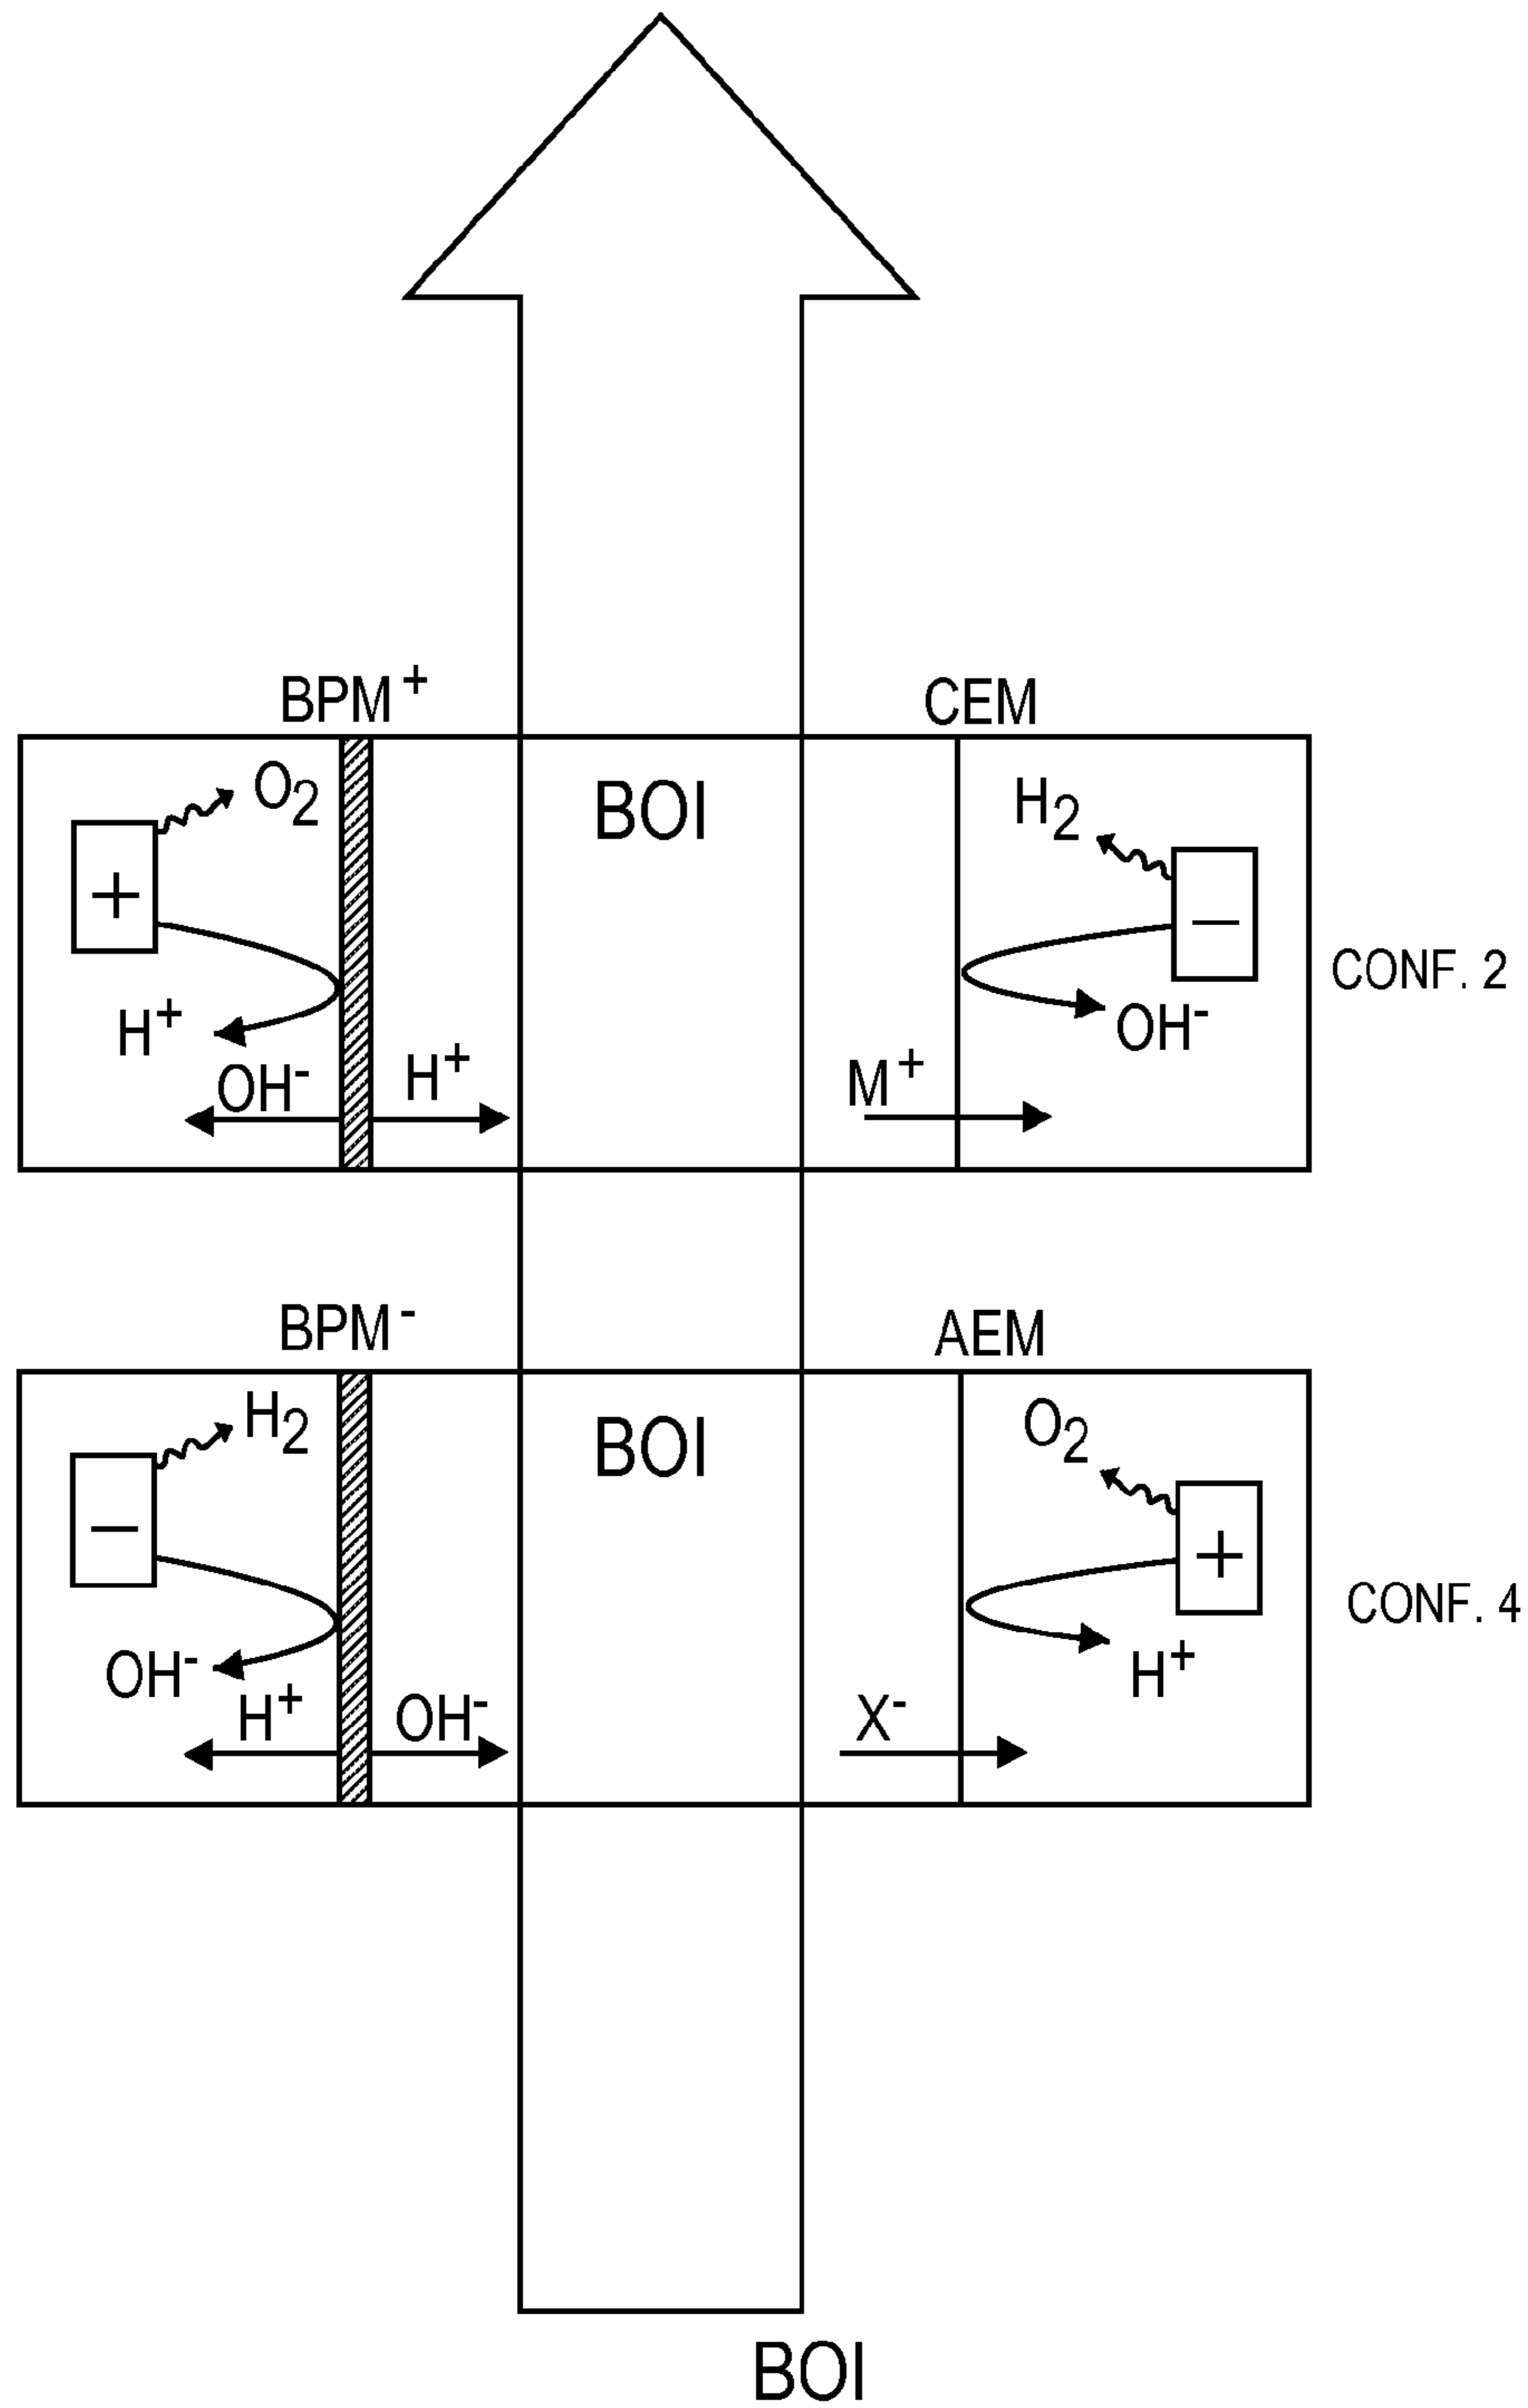 BPM+ CEM
O2 BOI H2
+ −
CONF. 2
H+ OH-
OH- H+ M+
BPM- AEM
H2 BOI O2
− +
CONF. 4
OH- H+
H+ OH- X-
BOI